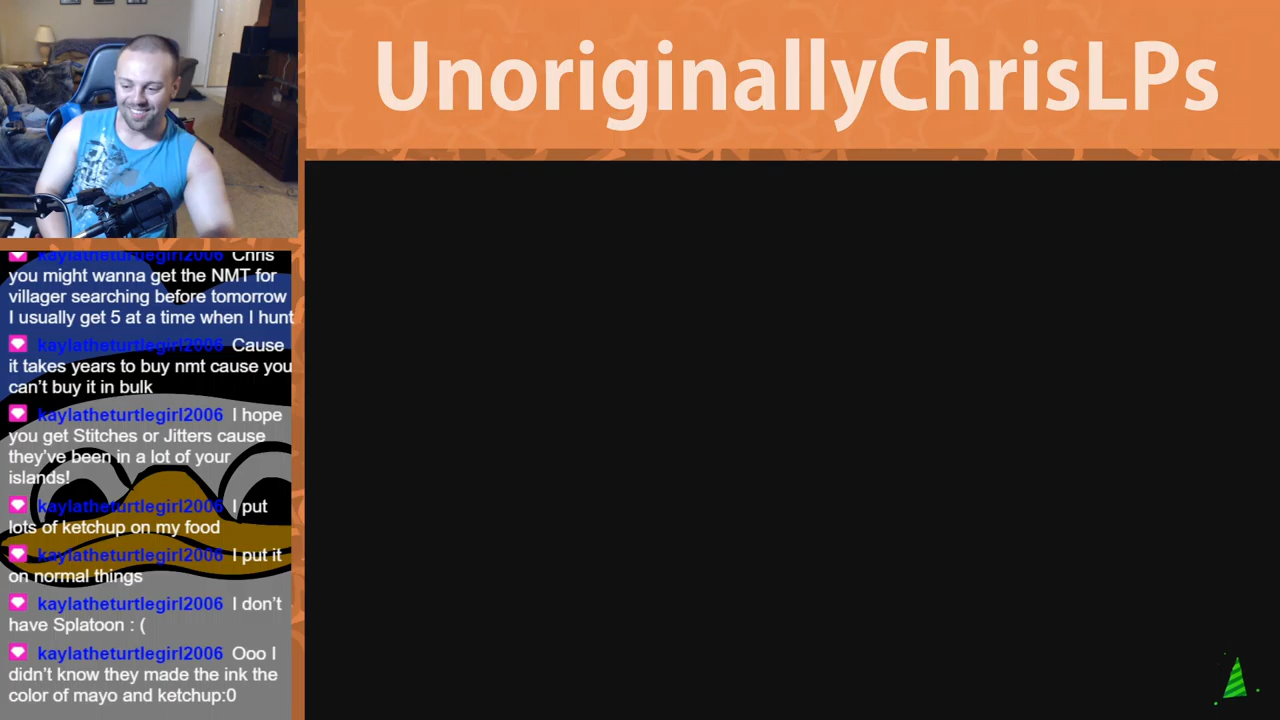 UnoriginallyChrisLPs
kaylatheturtlegirl2006 Chris
you might wanna get the NMT for
villager searching before tomorrow
I usually get 5 at a time when I hunt
kaylatheturtlegirl2006 Cause
it takes years to buy nmt cause you
can't buy it in bulk
kaylatheturtlegirl2006 I hope
you get Stitches or Jitters cause
they've been in a lot of your
islands!
kaylatheturtlegirl2006 I put
lots of ketchup on my food
kaylatheturtlegirl2006 I put it
on normal things
kaylatheturtlegirl2006 I don't
have Splatoon : (
kaylatheturtlegirl2006 Ooo I
didn't know they made the ink the
color of mayo and ketchup:0